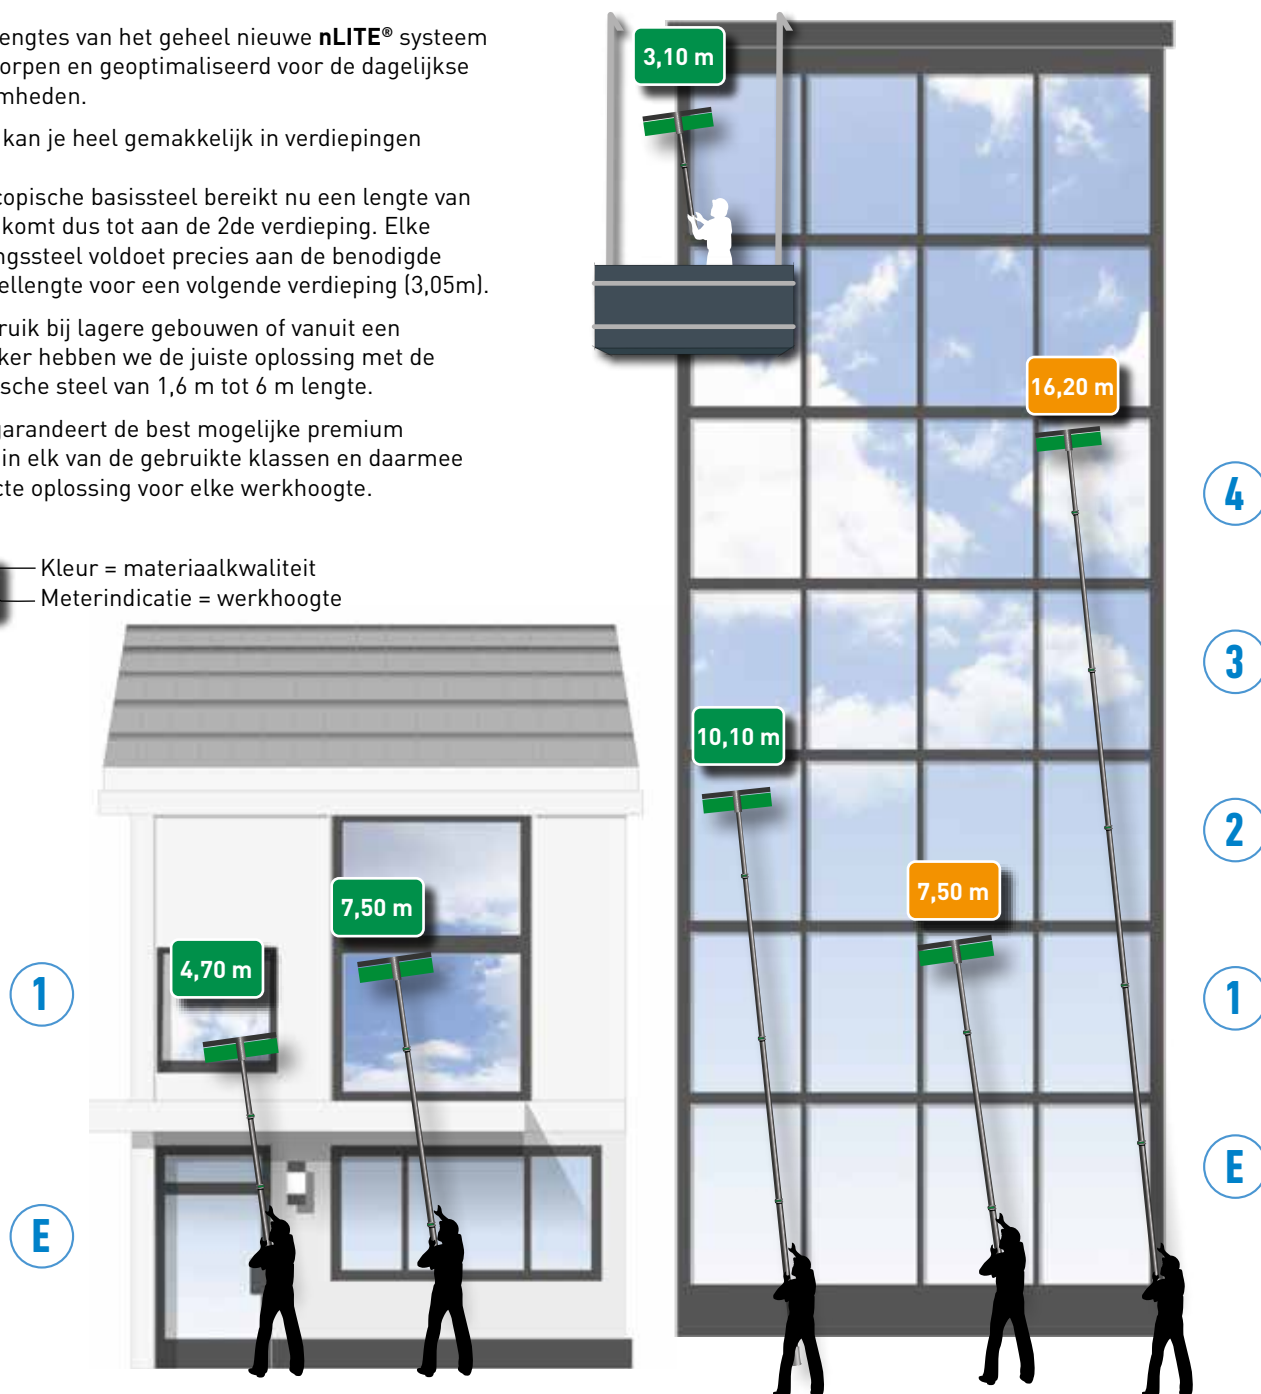 engtes van het geheel nieuwe nLITE® systeem
orpen en geoptimaliseerd voor de dagelijkse
mheden.
kan je heel gemakkelijk in verdiepingen
copische basissteel bereikt nu een lengte van
komt dus tot aan de 2de verdieping. Elke
ngssteel voldoet precies aan de benodigde
ellengte voor een volgende verdieping (3,05m).
ruik bij lagere gebouwen of vanuit een
ker hebben we de juiste oplossing met de
ische steel van 1,6 m tot 6 m lengte.
garandeert de best mogelijke premium
in elk van de gebruikte klassen en daarmee
cte oplossing voor elke werkhoogte.
Kleur = materiaalkwaliteit
Meterindicatie = werkhoogte
3,10 m
16,20 m
10,10 m
7,50 m
7,50 m
4,70 m
1
E
4
3
2
1
E